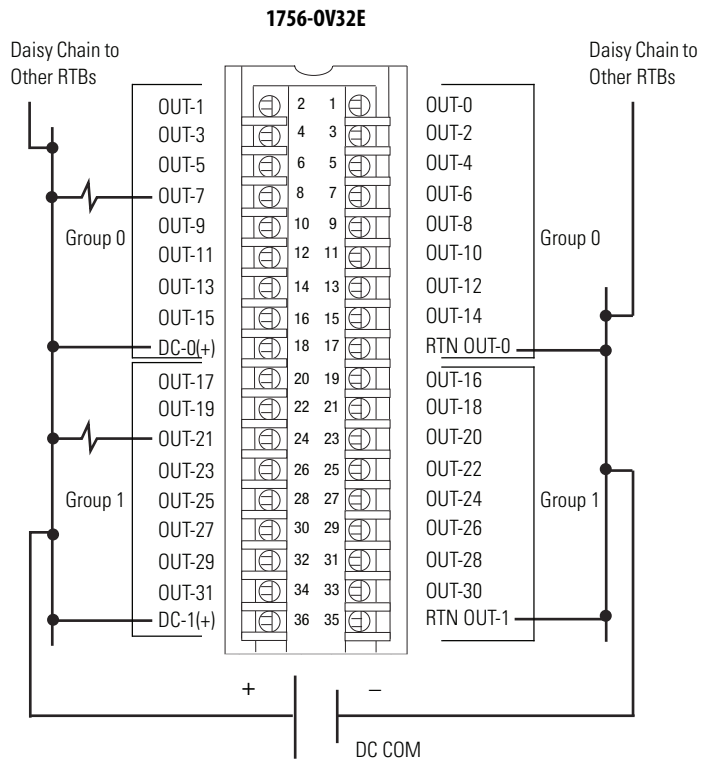 1756-OV32E
Daisy Chain to
Other RTBs
Daisy Chain to
Other RTBs
OUT-1 2 1 OUT-0
OUT-3 4 3 OUT-2
OUT-5 6 5 OUT-4
OUT-7 8 7 OUT-6
OUT-9 10 9 OUT-8
Group 0 Group 0
OUT-11 12 11 OUT-10
OUT-13 14 13 OUT-12
OUT-15 16 15 OUT-14
DC-0(+) 18 17 RTN OUT-0
OUT-17 20 19 OUT-16
OUT-19 22 21 OUT-18
OUT-21 24 23 OUT-20
OUT-23 26 25 OUT-22
Group 1 OUT-25 28 27 OUT-24 Group 1
OUT-27 30 29 OUT-26
OUT-29 32 31 OUT-28
OUT-31 34 33 OUT-30
DC-1(+) 36 35 RTN OUT-1
+ –
DC COM